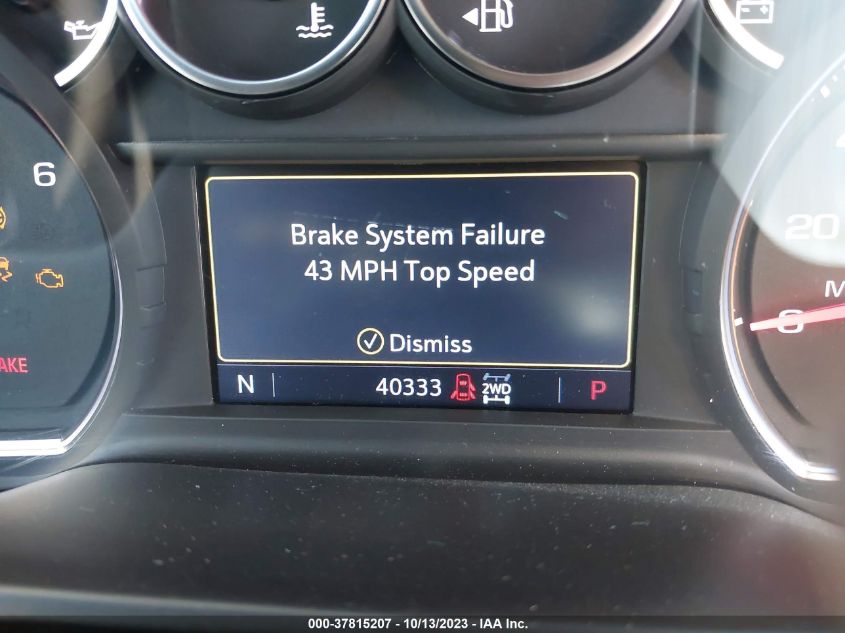 6
20
0
Brake System Failure
43 MPH Top Speed
Dismiss
N
40333
2WD
P
000-37815207 - 10/13/2023 - IAA Inc.